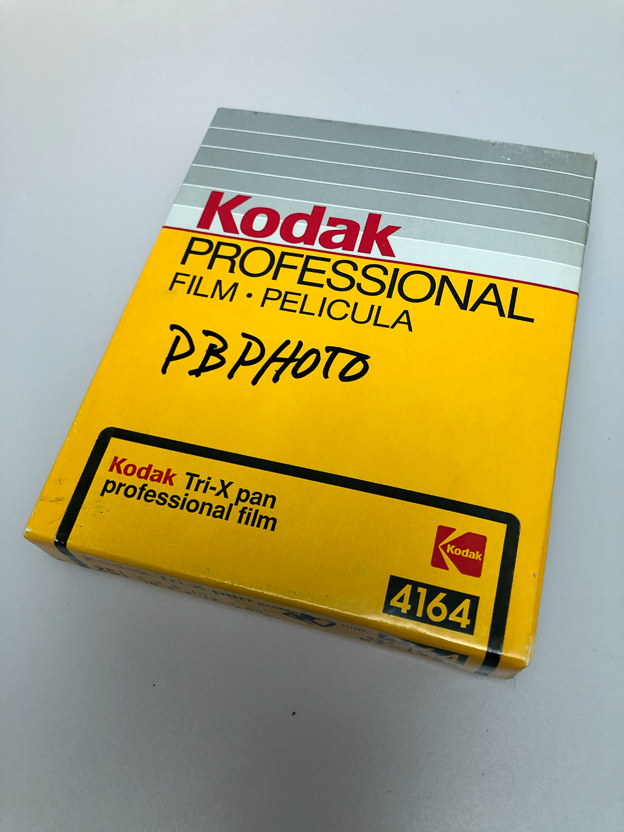 Kodak
PROFESSIONAL
FILM · PELICULA
PBPHOTO
Kodak Tri-X pan
professional film
Kodak
4164